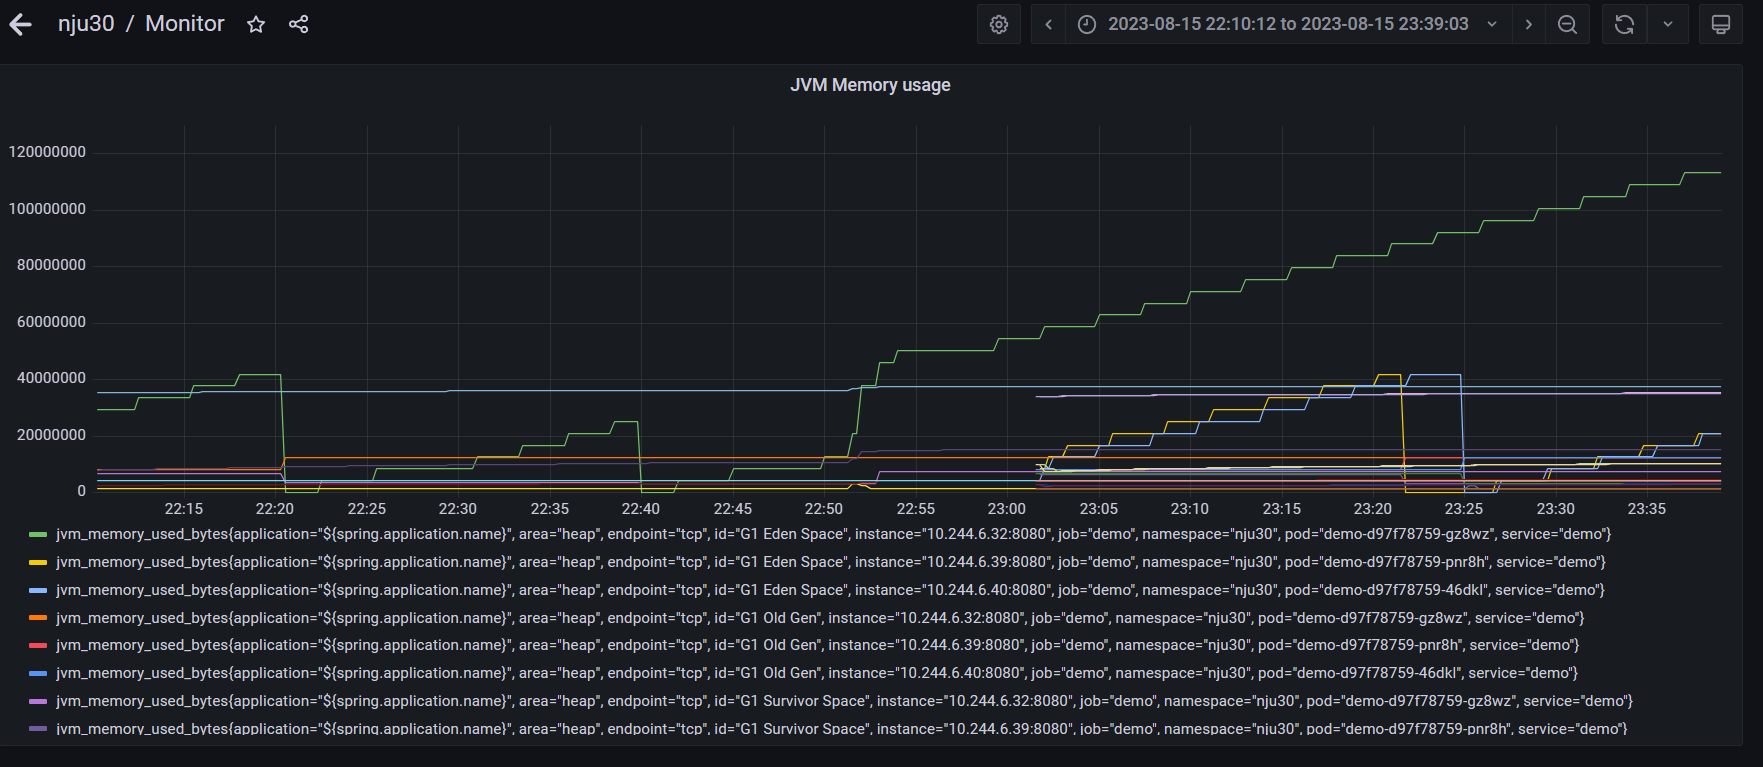 nju30 / Monitor
2023-08-15 22:10:12 to 2023-08-15 23:39:03
JVM Memory usage
120000000
100000000
80000000
60000000
40000000
20000000
0
22:15 22:20 22:25 22:30 22:35 22:40 22:45 22:50 22:55 23:00 23:05 23:10 23:15 23:20 23:25 23:30 23:35
jvm_memory_used_bytes{application="${spring.application.name}", area="heap", endpoint="tcp", id="G1 Eden Space", instance="10.244.6.32:8080", job="demo", namespace="nju30", pod="demo-d97f78759-gz8wz", service="demo"}
jvm_memory_used_bytes{application="${spring.application.name}", area="heap", endpoint="tcp", id="G1 Eden Space", instance="10.244.6.39:8080", job="demo", namespace="nju30", pod="demo-d97f78759-pnr8h", service="demo"}
jvm_memory_used_bytes{application="${spring.application.name}", area="heap", endpoint="tcp", id="G1 Eden Space", instance="10.244.6.40:8080", job="demo", namespace="nju30", pod="demo-d97f78759-46dkl", service="demo"}
jvm_memory_used_bytes{application="${spring.application.name}", area="heap", endpoint="tcp", id="G1 Old Gen", instance="10.244.6.32:8080", job="demo", namespace="nju30", pod="demo-d97f78759-gz8wz", service="demo"}
jvm_memory_used_bytes{application="${spring.application.name}", area="heap", endpoint="tcp", id="G1 Old Gen", instance="10.244.6.39:8080", job="demo", namespace="nju30", pod="demo-d97f78759-pnr8h", service="demo"}
jvm_memory_used_bytes{application="${spring.application.name}", area="heap", endpoint="tcp", id="G1 Old Gen", instance="10.244.6.40:8080", job="demo", namespace="nju30", pod="demo-d97f78759-46dkl", service="demo"}
jvm_memory_used_bytes{application="${spring.application.name}", area="heap", endpoint="tcp", id="G1 Survivor Space", instance="10.244.6.32:8080", job="demo", namespace="nju30", pod="demo-d97f78759-gz8wz", service="demo"}
jvm_memory_used_bytes{application="${spring.application.name}", area="heap", endpoint="tcp", id="G1 Survivor Space", instance="10.244.6.39:8080", job="demo", namespace="nju30", pod="demo-d97f78759-pnr8h", service="demo"}